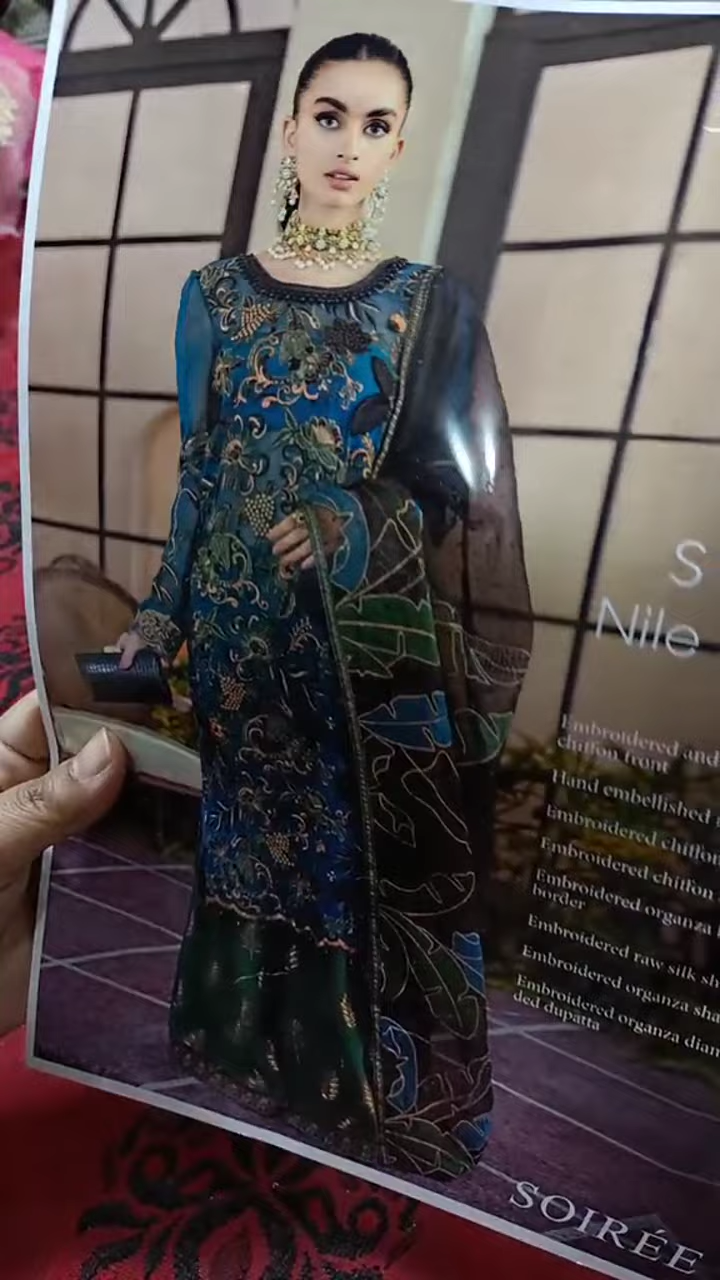 S
Nile
Embroidered and
chiffon front
Hand embellished
Embroidered chiffon
Embroidered chiffon
Embroidered organza
border
Embroidered raw silk sh
Embroidered organza sha
Embroidered organza diam
ded dupatta
SOIRÉE